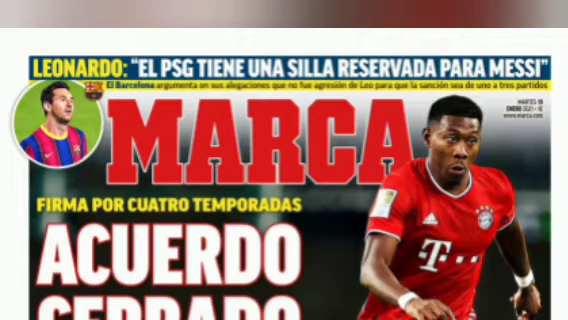 LEONARDO: "EL PSG TIENE UNA SILLA RESERVADA PARA MESSI"
El Barcelona argumenta en sus alegaciones que no fue agresión de Leo para que la sanción sea de uno a tres partidos
MARTES 19
ENERO 2021 • 1€
www.marca.com
MARCA
FIRMA POR CUATRO TEMPORADAS
ACUERDO
CERRADO
T